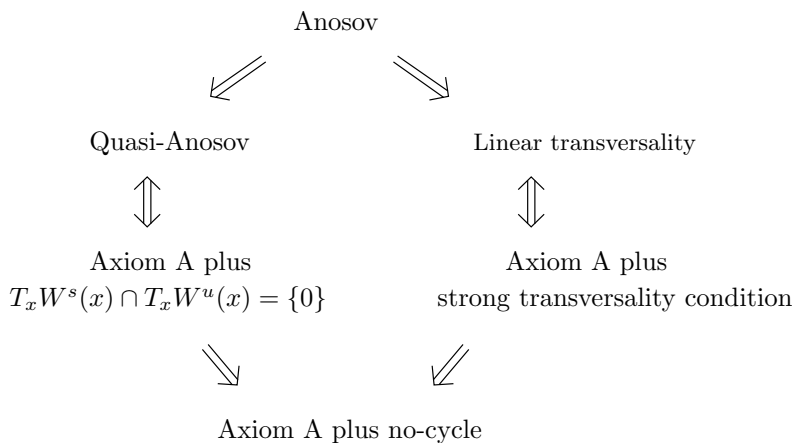 Anosov
Quasi-Anosov
Linear transversality
Axiom A plus
$T_xW^s(x) \cap T_xW^u(x) = \{0\}$
Axiom A plus
strong transversality condition
Axiom A plus no-cycle